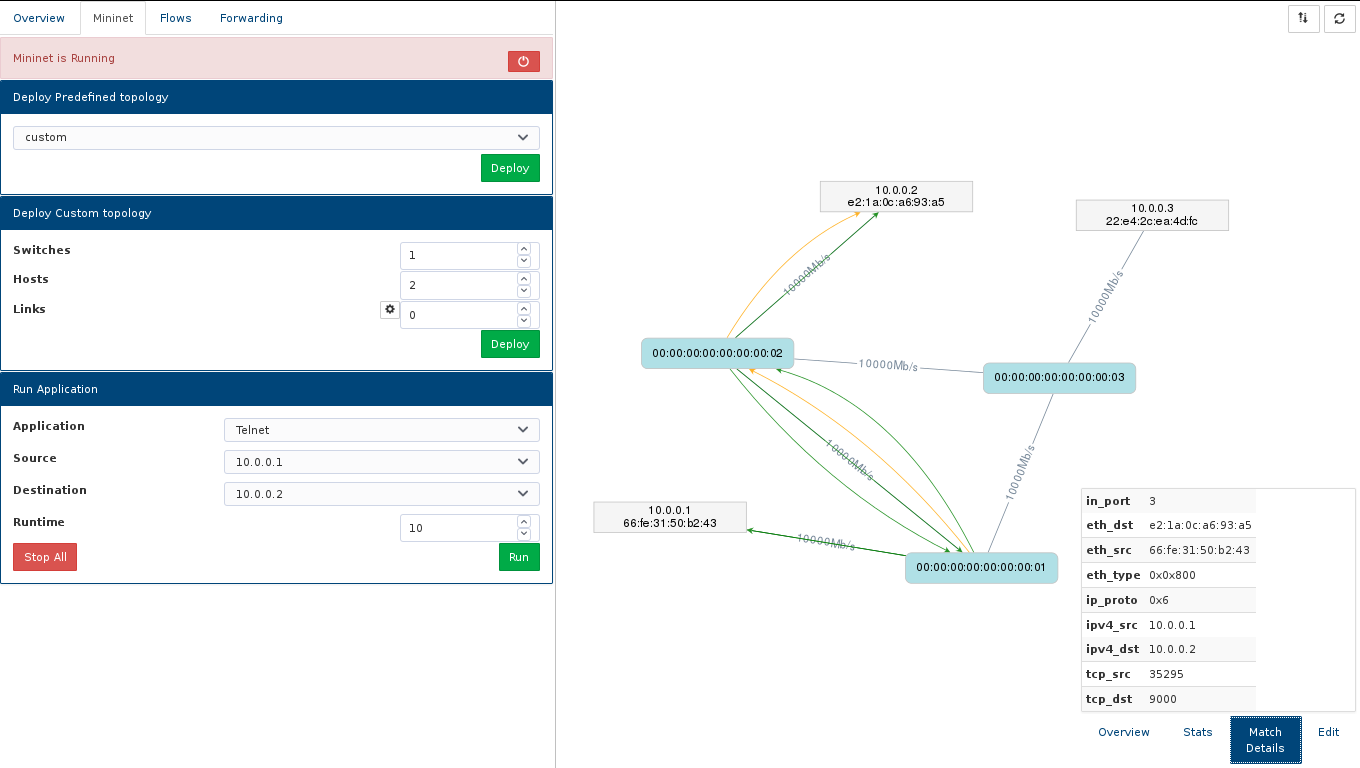 Overview Mininet Flows Forwarding
Mininet is Running
Deploy Predefined topology
custom
Deploy
Deploy Custom topology
Switches 1
Hosts 2
Links 0
Deploy
Run Application
Application Telnet
Source 10.0.0.1
Destination 10.0.0.2
Runtime 10
Stop All Run
10.0.0.2
e2:1a:0c:a6:93:a5
10.0.0.3
22:e4:2c:ea:4d:fc
10000Mb/s
10000Mb/s
00:00:00:00:00:00:00:02
10000Mb/s
00:00:00:00:00:00:00:03
10000Mb/s
10000Mb/s
10.0.0.1
66:fe:31:50:b2:43
10000Mb/s
00:00:00:00:00:00:00:01
in_port 3
eth_dst e2:1a:0c:a6:93:a5
eth_src 66:fe:31:50:b2:43
eth_type 0x0x800
ip_proto 0x6
ipv4_src 10.0.0.1
ipv4_dst 10.0.0.2
tcp_src 35295
tcp_dst 9000
Overview Stats Match Details Edit